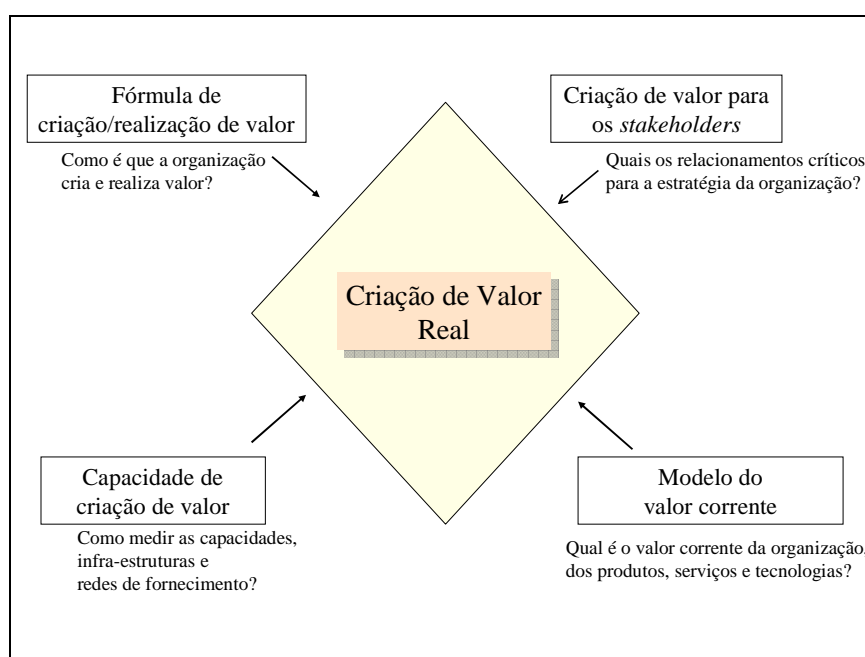 Fórmula de
criação/realização de valor
Como é que a organização
cria e realiza valor?
Criação de valor para
os stakeholders
Quais os relacionamentos críticos
para a estratégia da organização?
Criação de Valor
Real
Capacidade de
criação de valor
Como medir as capacidades,
infra-estruturas e
redes de fornecimento?
Modelo do
valor corrente
Qual é o valor corrente da organização,
dos produtos, serviços e tecnologias?